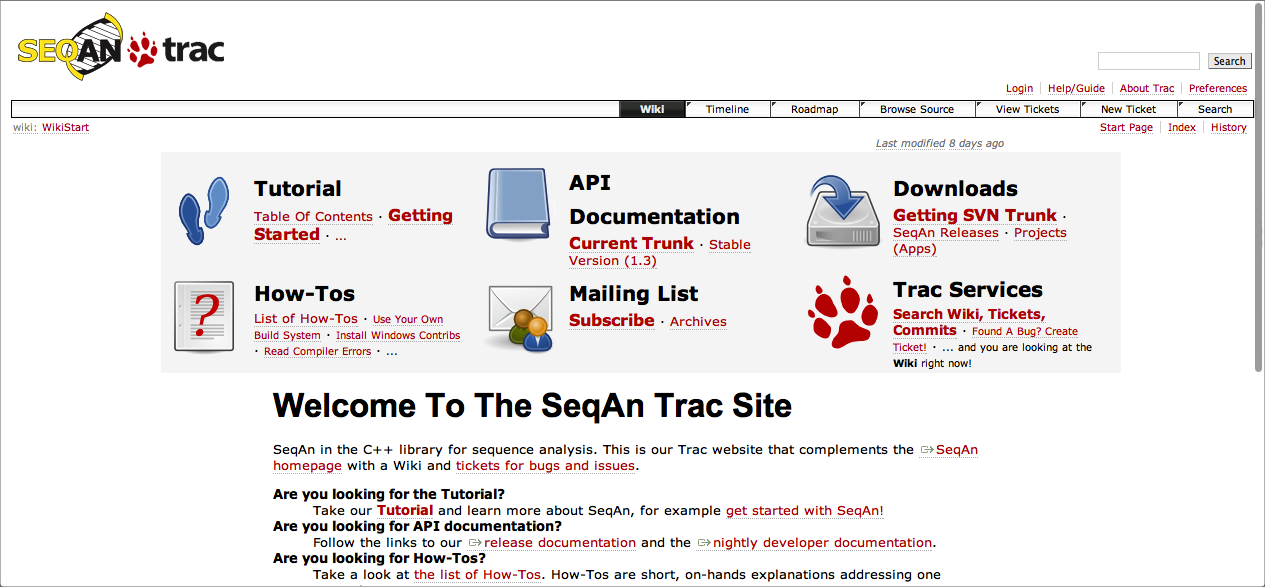 SEQAN trac
Search
Login Help/Guide About Trac Preferences
Wiki Timeline Roadmap Browse Source View Tickets New Ticket Search
wiki: WikiStart
Start Page Index History
Last modified 8 days ago
Tutorial
Table Of Contents · Getting
Started · ...
API
Documentation
Current Trunk · Stable
Version (1.3)
Downloads
Getting SVN Trunk ·
SeqAn Releases · Projects
(Apps)
?
How-Tos
List of How-Tos · Use Your Own
Build System · Install Windows Contribs
· Read Compiler Errors · ...
Mailing List
Subscribe · Archives
Trac Services
Search Wiki, Tickets,
Commits · Found A Bug? Create
Ticket! · ... and you are looking at the
Wiki right now!
Welcome To The SeqAn Trac Site
SeqAn in the C++ library for sequence analysis. This is our Trac website that complements the SeqAn
homepage with a Wiki and tickets for bugs and issues.
Are you looking for the Tutorial?
Take our Tutorial and learn more about SeqAn, for example get started with SeqAn!
Are you looking for API documentation?
Follow the links to our release documentation and the nightly developer documentation.
Are you looking for How-Tos?
Take a look at the list of How-Tos. How-Tos are short, on-hands explanations addressing one